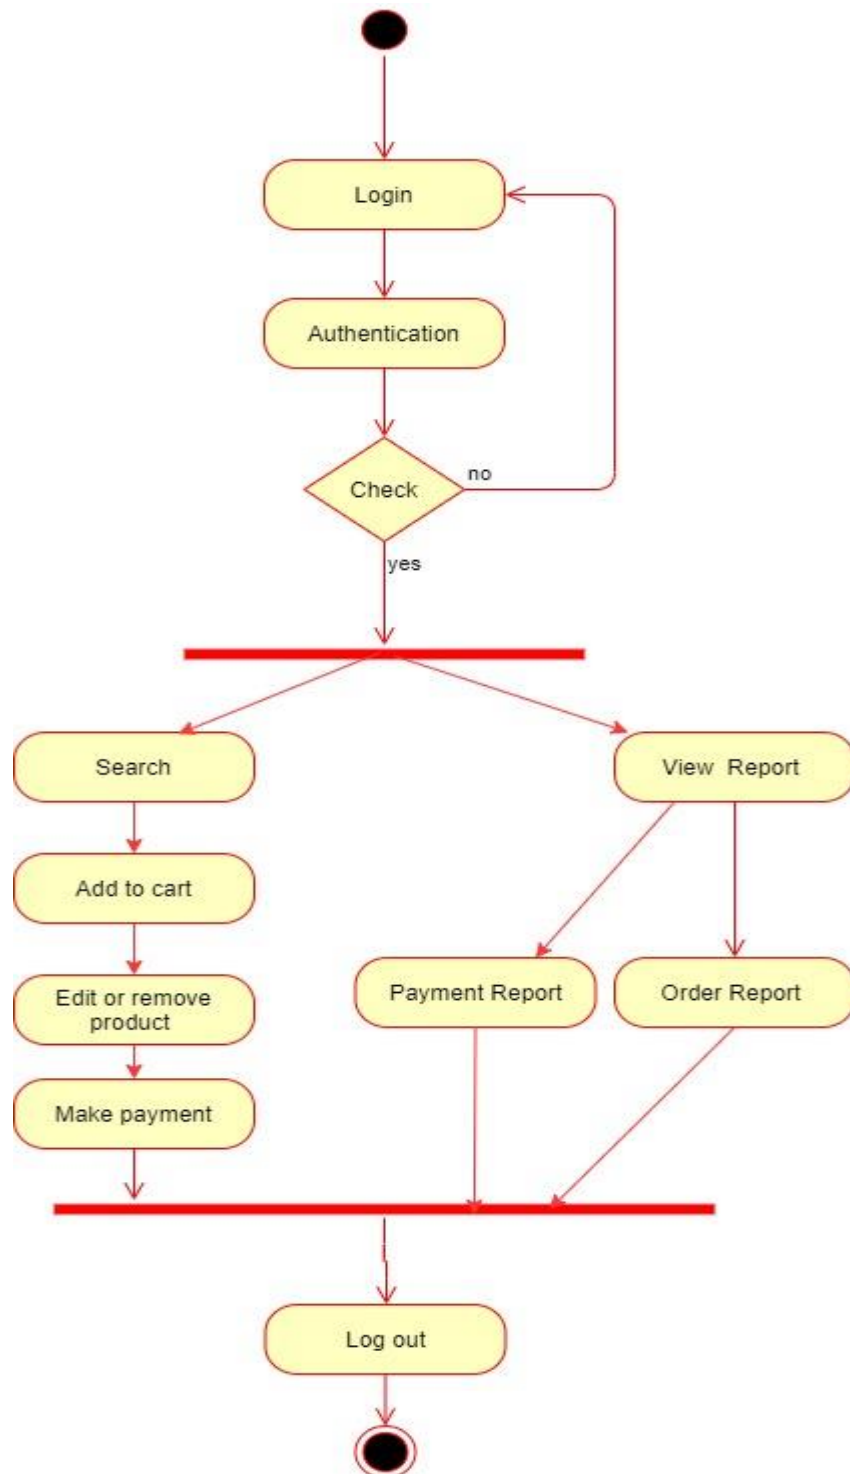 Login
Authentication
Check
no
yes
Search
View  Report
Add to cart
Payment Report
Order Report
Edit or remove
product
Make payment
Log out